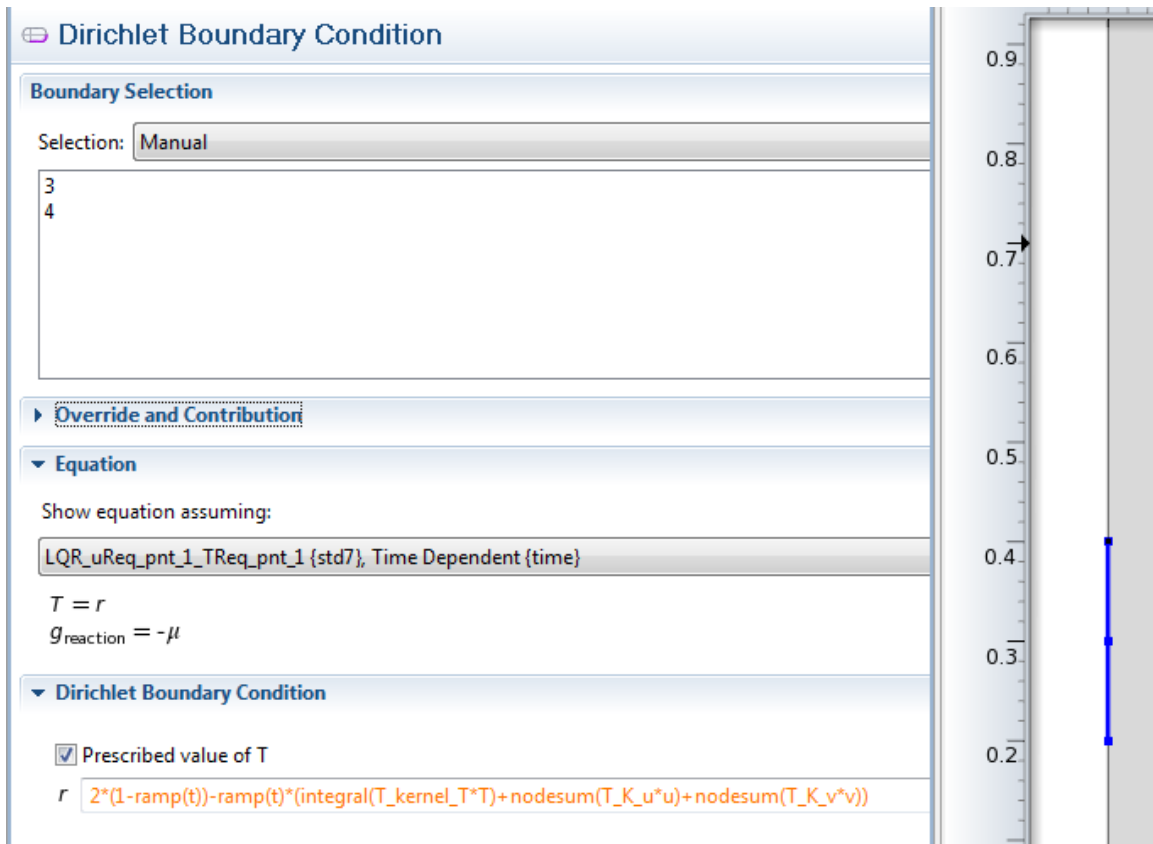 Dirichlet Boundary Condition
Boundary Selection
Selection: Manual
3
4
Override and Contribution
Equation
Show equation assuming:
LQR_uReq_pnt_1_TReq_pnt_1 {std7}, Time Dependent {time}
T = r
g_reaction = -μ
Dirichlet Boundary Condition
Prescribed value of T
r 2*(1-ramp(t))-ramp(t)*(integral(T_kernel_T*T)+nodesum(T_K_u*u)+nodesum(T_K_v*v))
0.9
0.8
0.7
0.6
0.5
0.4
0.3
0.2